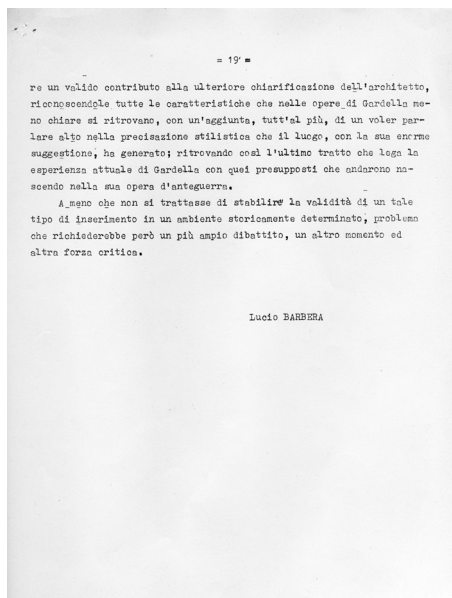 = 19' =
re un valido contributo alla ulteriore chiarificazione dell'architetto,
riconoscendole tutte le caratteristiche che nelle opere di Gardella me-
no chiare si ritrovano, con un'aggiunta, tutt'al più, di un voler par-
lare alto nella precisazione stilistica che il luogo, con la sua enorme
suggestione, ha generato; ritrovando così l'ultimo tratto che lega la
esperienza attuale di Gardella con quei presupposti che andarono na-
scendo nella sua opera d'anteguerra.
A meno che non si trattasse di stabilire la validità di un tale
tipo di inserimento in un ambiente storicamente determinato, problema
che richiederebbe però un più ampio dibattito, un altro momento ed
altra forza critica.
Lucio BARBERA